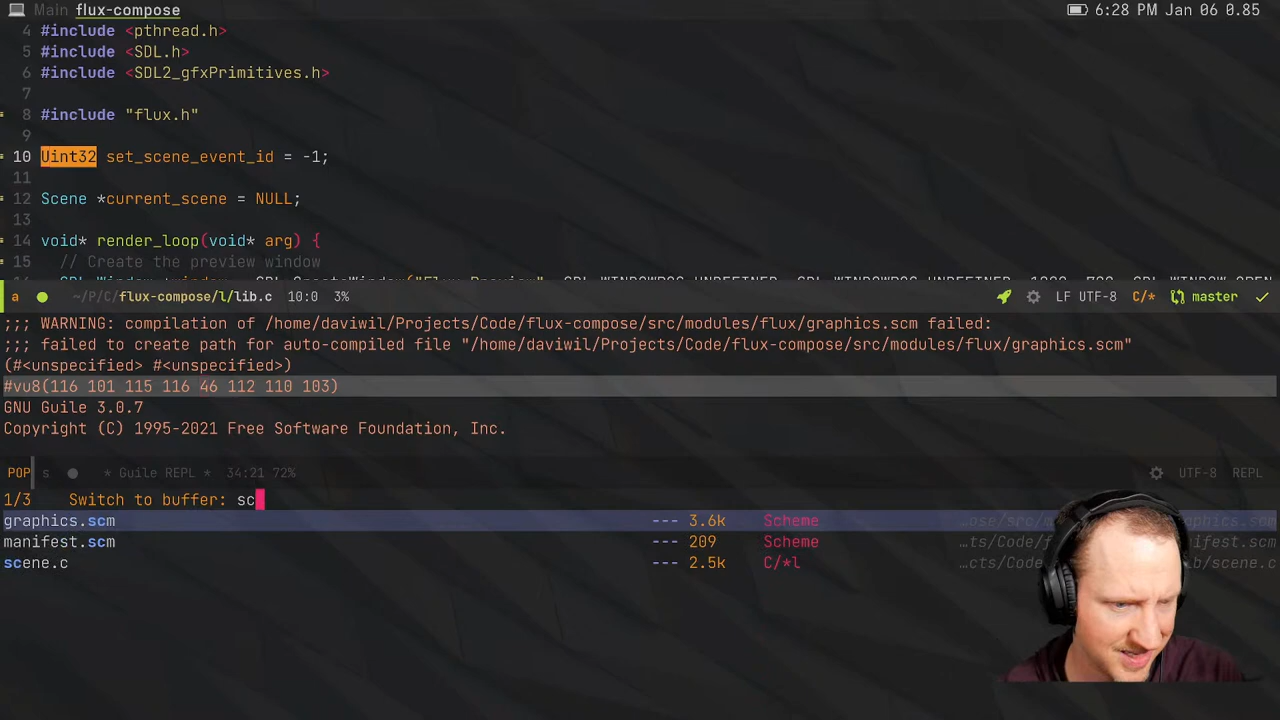 Main flux-compose 6:28 PM Jan 06 0.85
4 #include <pthread.h>
5 #include <SDL.h>
6 #include <SDL2_gfxPrimitives.h>
7
8 #include "flux.h"
9
10 Uint32 set_scene_event_id = -1;
11
12 Scene *current_scene = NULL;
13
14 void* render_loop(void* arg) {
15 // Create the preview window
a ~/P/C/flux-compose/l/lib.c 10:0 3% LF UTF-8 C/* master
;;; WARNING: compilation of /home/daviwil/Projects/Code/flux-compose/src/modules/flux/graphics.scm failed:
;;; failed to create path for auto-compiled file "/home/daviwil/Projects/Code/flux-compose/src/modules/flux/graphics.scm"
(#<unspecified> #<unspecified>)
#vu8(116 101 115 116 46 112 110 103)
GNU Guile 3.0.7
Copyright (C) 1995-2021 Free Software Foundation, Inc.
POP s * Guile REPL * 34:21 72% UTF-8 REPL
1/3 Switch to buffer: sc
graphics.scm --- 3.6k Scheme
manifest.scm --- 209 Scheme
scene.c --- 2.5k C/*l